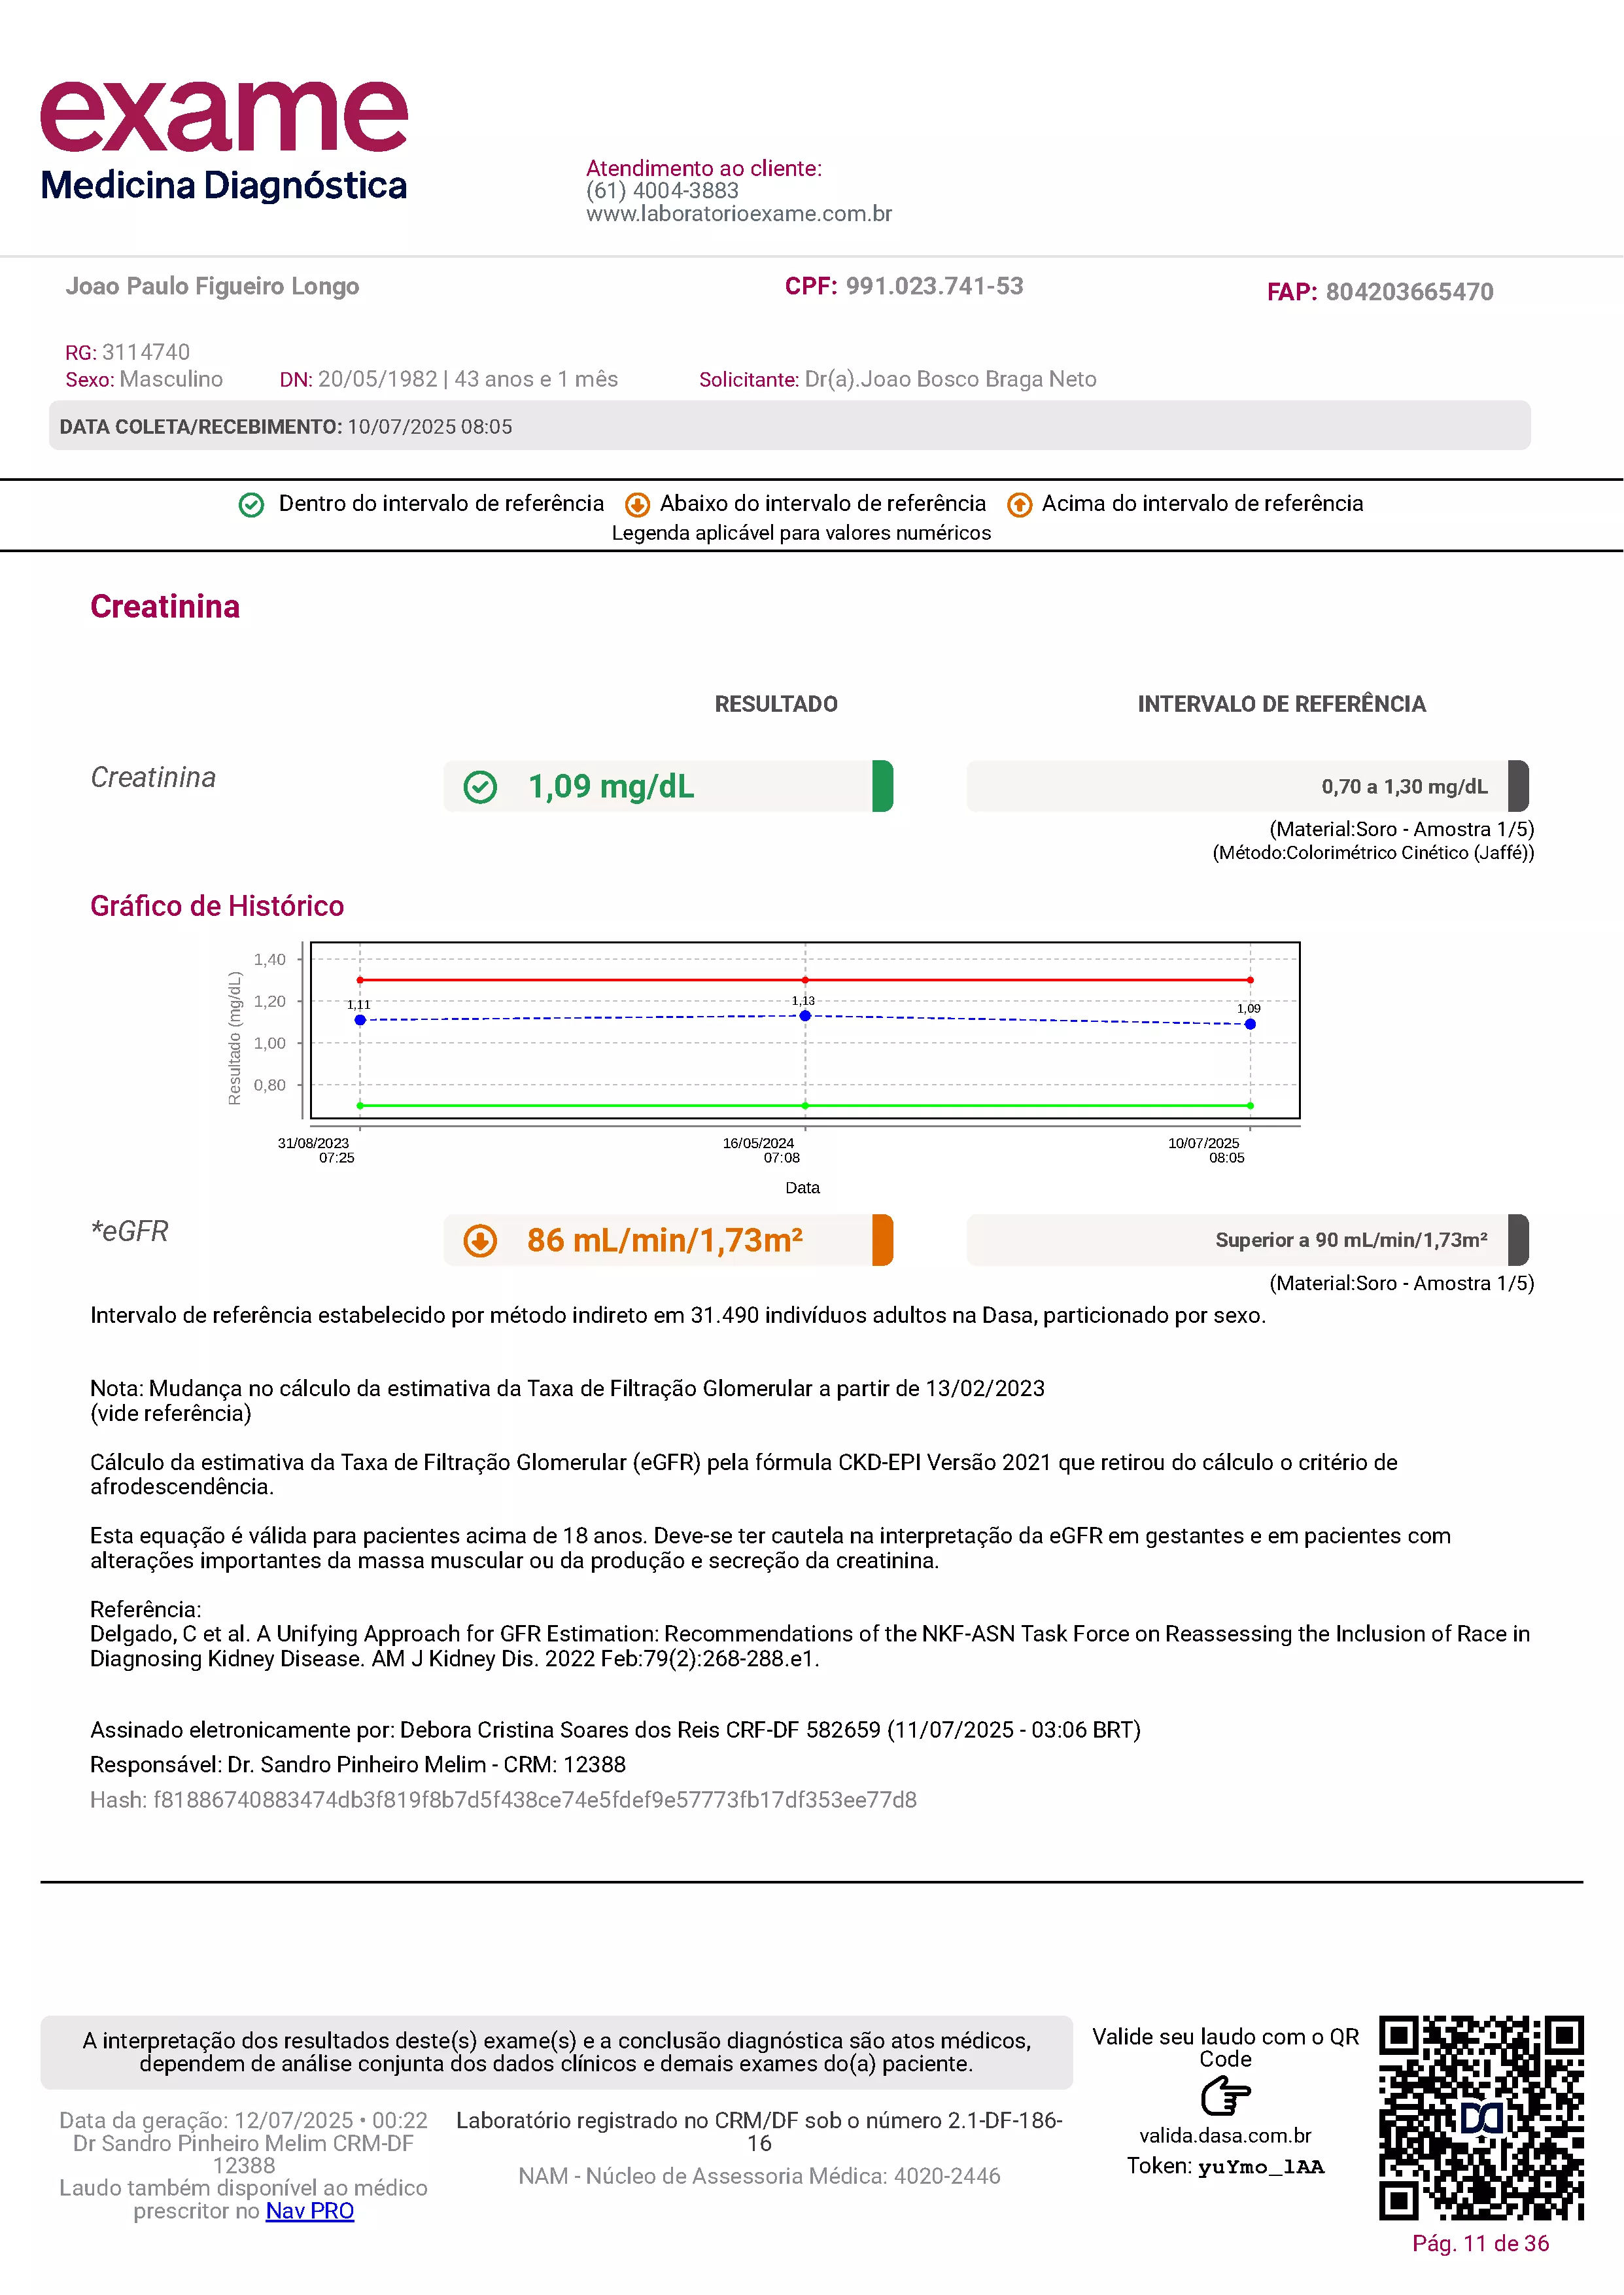 exame
Medicina Diagnóstica
Atendimento ao cliente:
(61) 4004-3883
www.laboratorioexame.com.br
Joao Paulo Figueiro Longo
CPF: 991.023.741-53
FAP: 804203665470
RG: 3114740
Sexo: Masculino DN: 20/05/1982 | 43 anos e 1 mês Solicitante: Dr(a).Joao Bosco Braga Neto
DATA COLETA/RECEBIMENTO: 10/07/2025 08:05
Dentro do intervalo de referência Abaixo do intervalo de referência Acima do intervalo de referência
Legenda aplicável para valores numéricos
Creatinina
RESULTADO INTERVALO DE REFERÊNCIA
Creatinina 1,09 mg/dL 0,70 a 1,30 mg/dL
(Material:Soro - Amostra 1/5)
(Método:Colorimétrico Cinético (Jaffé))
Gráfico de Histórico
Resultado (mg/dL)
1,40
1,20
1,00
0,80
1,11
1,13
1,09
31/08/2023 16/05/2024 10/07/2025
07:25 07:08 08:05
Data
*eGFR 86 mL/min/1,73m² Superior a 90 mL/min/1,73m²
(Material:Soro - Amostra 1/5)
Intervalo de referência estabelecido por método indireto em 31.490 indivíduos adultos na Dasa, particionado por sexo.
Nota: Mudança no cálculo da estimativa da Taxa de Filtração Glomerular a partir de 13/02/2023
(vide referência)
Cálculo da estimativa da Taxa de Filtração Glomerular (eGFR) pela fórmula CKD-EPI Versão 2021 que retirou do cálculo o critério de
afrodescendência.
Esta equação é válida para pacientes acima de 18 anos. Deve-se ter cautela na interpretação da eGFR em gestantes e em pacientes com
alterações importantes da massa muscular ou da produção e secreção da creatinina.
Referência:
Delgado, C et al. A Unifying Approach for GFR Estimation: Recommendations of the NKF-ASN Task Force on Reassessing the Inclusion of Race in
Diagnosing Kidney Disease. AM J Kidney Dis. 2022 Feb:79(2):268-288.e1.
Assinado eletronicamente por: Debora Cristina Soares dos Reis CRF-DF 582659 (11/07/2025 - 03:06 BRT)
Responsável: Dr. Sandro Pinheiro Melim - CRM: 12388
Hash: f81886740883474db3f819f8b7d5f438ce74e5fdef9e57773fb17df353ee77d8
A interpretação dos resultados deste(s) exame(s) e a conclusão diagnóstica são atos médicos,
dependem de análise conjunta dos dados clínicos e demais exames do(a) paciente.
Data da geração: 12/07/2025 • 00:22
Dr Sandro Pinheiro Melim CRM-DF
12388
Laudo também disponível ao médico
prescritor no Nav PRO
Laboratório registrado no CRM/DF sob o número 2.1-DF-186-
16
NAM - Núcleo de Assessoria Médica: 4020-2446
Valide seu laudo com o QR
Code
valida.dasa.com.br
Token: yuYmo_lAA
Pág. 11 de 36